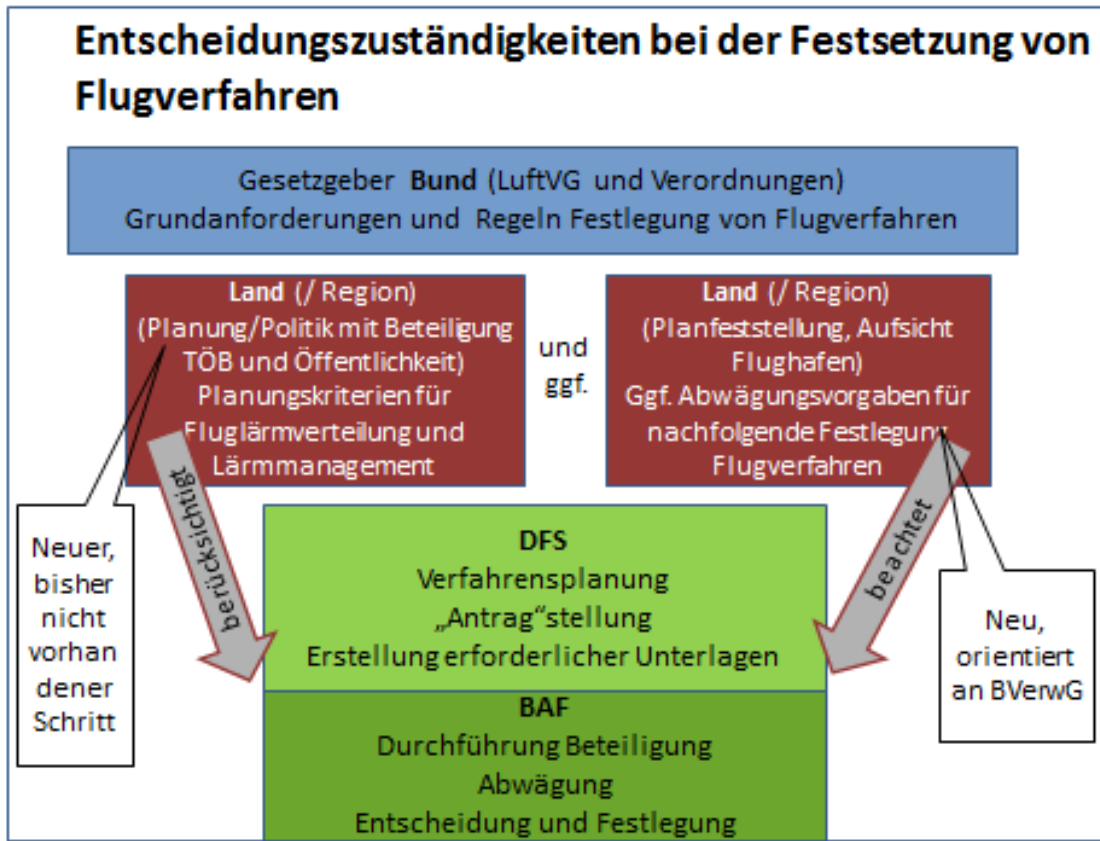 Entscheidungszuständigkeiten bei der Festsetzung von
Flugverfahren
Gesetzgeber Bund (LuftVG und Verordnungen)
Grundanforderungen und Regeln Festlegung von Flugverfahren
Land (/ Region)
(Planung/Politik mit Beteiligung
TÖB und Öffentlichkeit)
Planungskriterien für
Fluglärmverteilung und
Lärmmanagement
und
ggf.
Land (/ Region)
(Planfeststellung, Aufsicht
Flughafen)
Ggf. Abwägungsvorgaben für
nachfolgende Festlegung
Flugverfahren
berücksichtigt
beachtet
Neuer,
bisher
nicht
vorhan
dener
Schritt
DFS
Verfahrensplanung
„Antrag“stellung
Erstellung erforderlicher Unterlagen
Neu,
orientiert
an BVerwG
BAF
Durchführung Beteiligung
Abwägung
Entscheidung und Festlegung